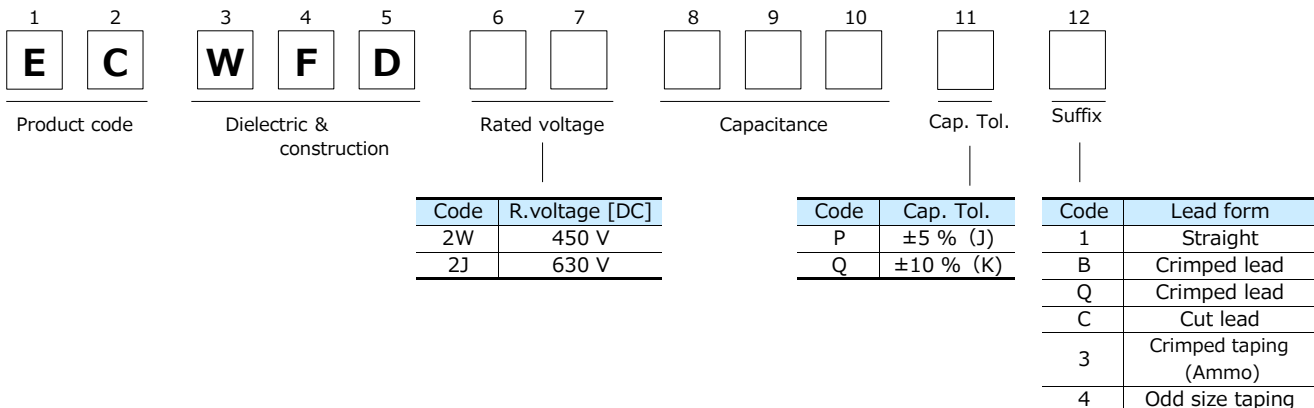 1 2 3 4 5 6 7 8 9 10 11 12
E C W F D
Product code Dielectric & construction Rated voltage Capacitance Cap. Tol. Suffix
Code R.voltage [DC]
2W 450 V
2J 630 V
Code Cap. Tol.
P ±5 % (J)
Q ±10 % (K)
Code Lead form
1 Straight
B Crimped lead
Q Crimped lead
C Cut lead
3 Crimped taping (Ammo)
4 Odd size taping